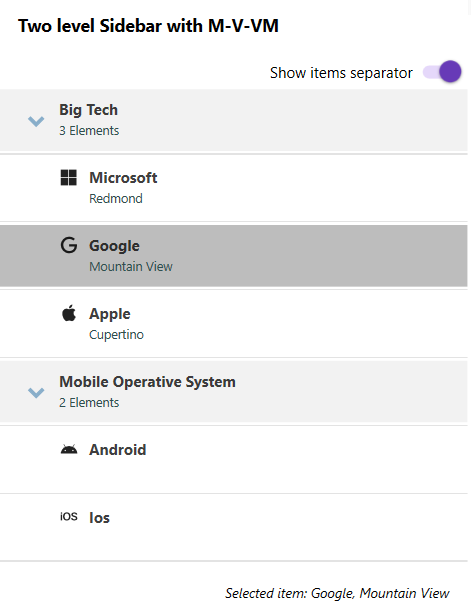 Two level Sidebar with M-V-VM
Show items separator
Big Tech
3 Elements
Microsoft
Redmond
Google
Mountain View
Apple
Cupertino
Mobile Operative System
2 Elements
Android
iOS Ios
Selected item: Google, Mountain View